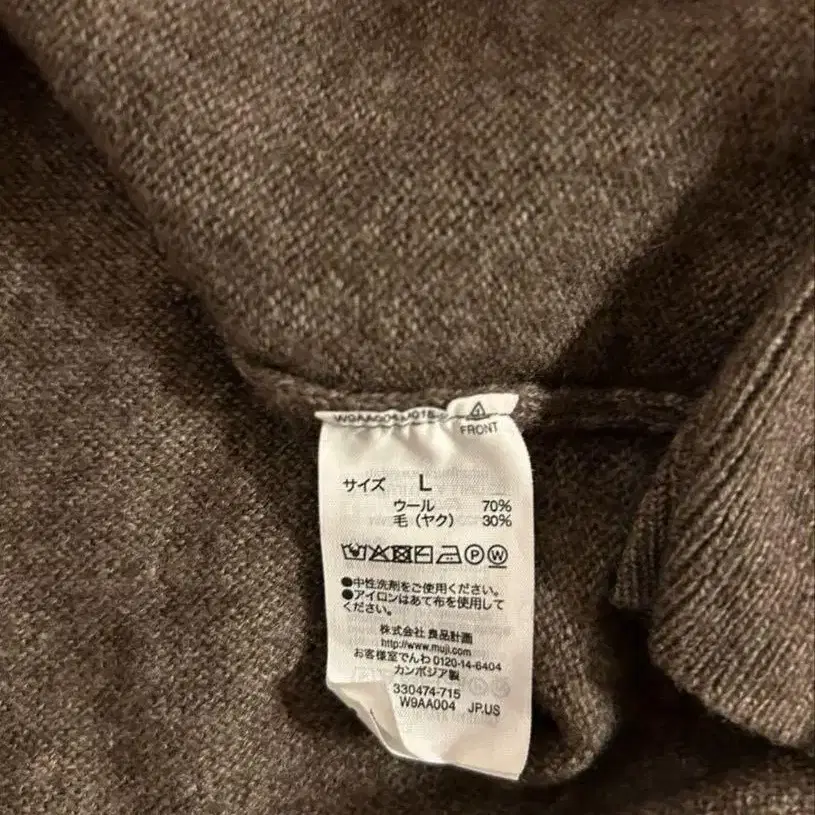 FRONT
サイズ L
ウール 70%
毛（ヤク） 30%
●中性洗剤をご使用ください。
●アイロンはあて布を使用して
ください。
株式会社 良品計画
http://www.muji.com
お客様室でんわ 0120-14-6404
カンボジア製
330474-715
W9AA004 JP.US